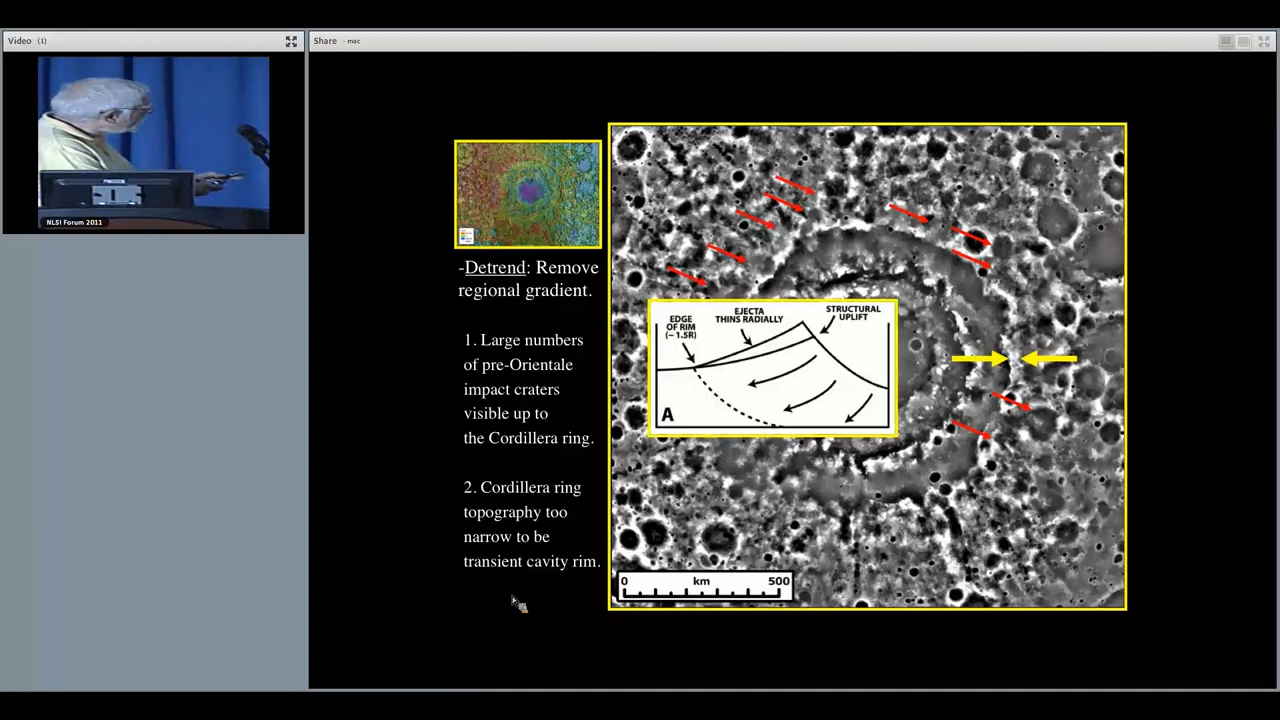 Video (1)
Share - mac
NLSI Forum 2011
-Detrend: Remove
regional gradient.
1. Large numbers
of pre-Orientale
impact craters
visible up to
the Cordillera ring.
2. Cordillera ring
topography too
narrow to be
transient cavity rim.
EDGE
OF RIM
(~ 1.5R)
EJECTA
THINS RADIALLY
STRUCTURAL
UPLIFT
A
0 km 500